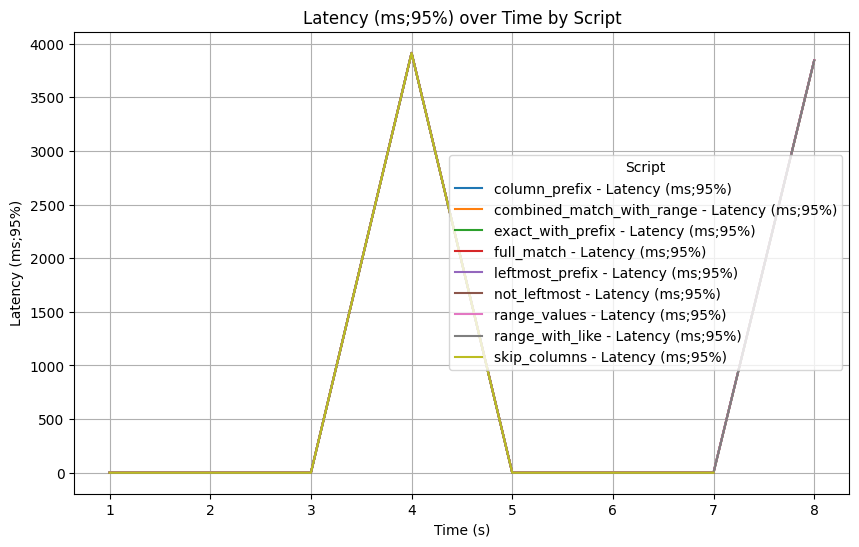 Latency (ms;95%) over Time by Script
Latency (ms;95%)
4000
3500
3000
2500
2000
1500
1000
500
0
Script
column_prefix - Latency (ms;95%)
combined_match_with_range - Latency (ms;95%)
exact_with_prefix - Latency (ms;95%)
full_match - Latency (ms;95%)
leftmost_prefix - Latency (ms;95%)
not_leftmost - Latency (ms;95%)
range_values - Latency (ms;95%)
range_with_like - Latency (ms;95%)
skip_columns - Latency (ms;95%)
1 2 3 4 5 6 7 8
Time (s)